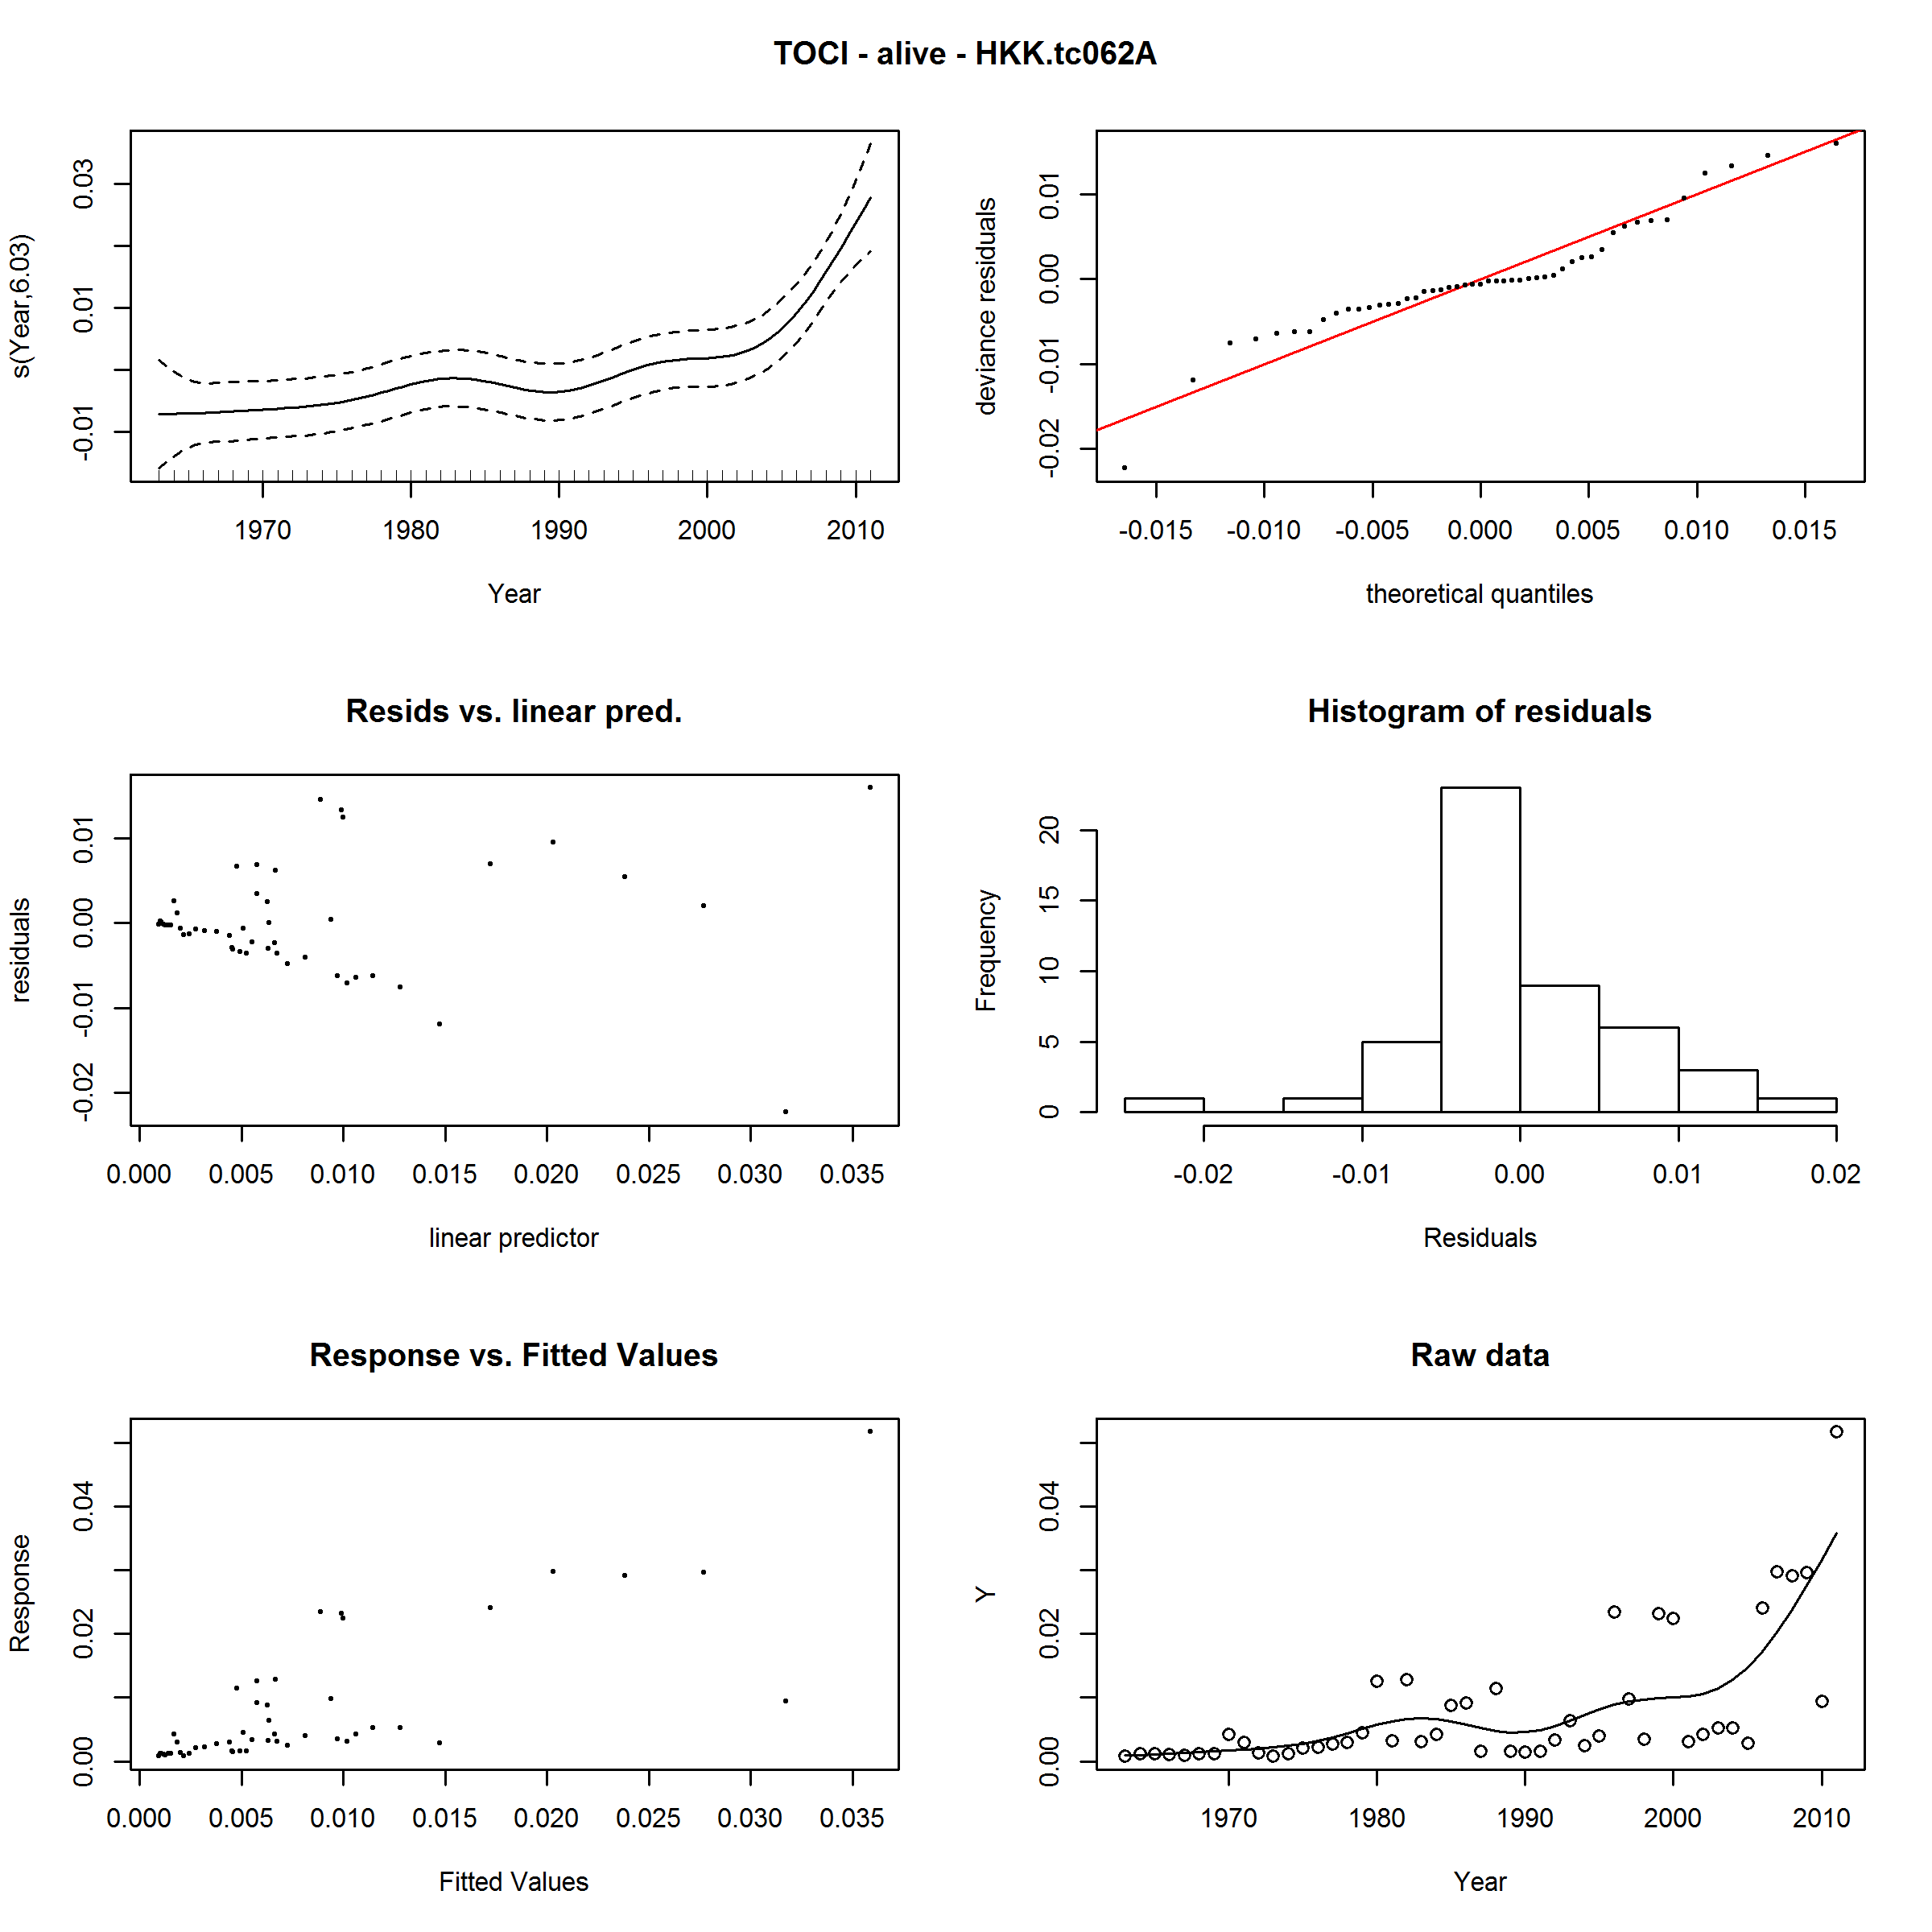 TOCI - alive - HKK.tc062A
s(Year,6.03)
-0.01 0.01 0.03
1970 1980 1990 2000 2010
Year
deviance residuals
-0.02 -0.01 0.00 0.01
-0.015 -0.010 -0.005 0.000 0.005 0.010 0.015
theoretical quantiles
Resids vs. linear pred.
residuals
-0.02 -0.01 0.00 0.01
0.000 0.005 0.010 0.015 0.020 0.025 0.030 0.035
linear predictor
Histogram of residuals
Frequency
0 5 10 15 20
-0.02 -0.01 0.00 0.01 0.02
Residuals
Response vs. Fitted Values
Response
0.00 0.02 0.04
0.000 0.005 0.010 0.015 0.020 0.025 0.030 0.035
Fitted Values
Raw data
Y
0.00 0.02 0.04
1970 1980 1990 2000 2010
Year